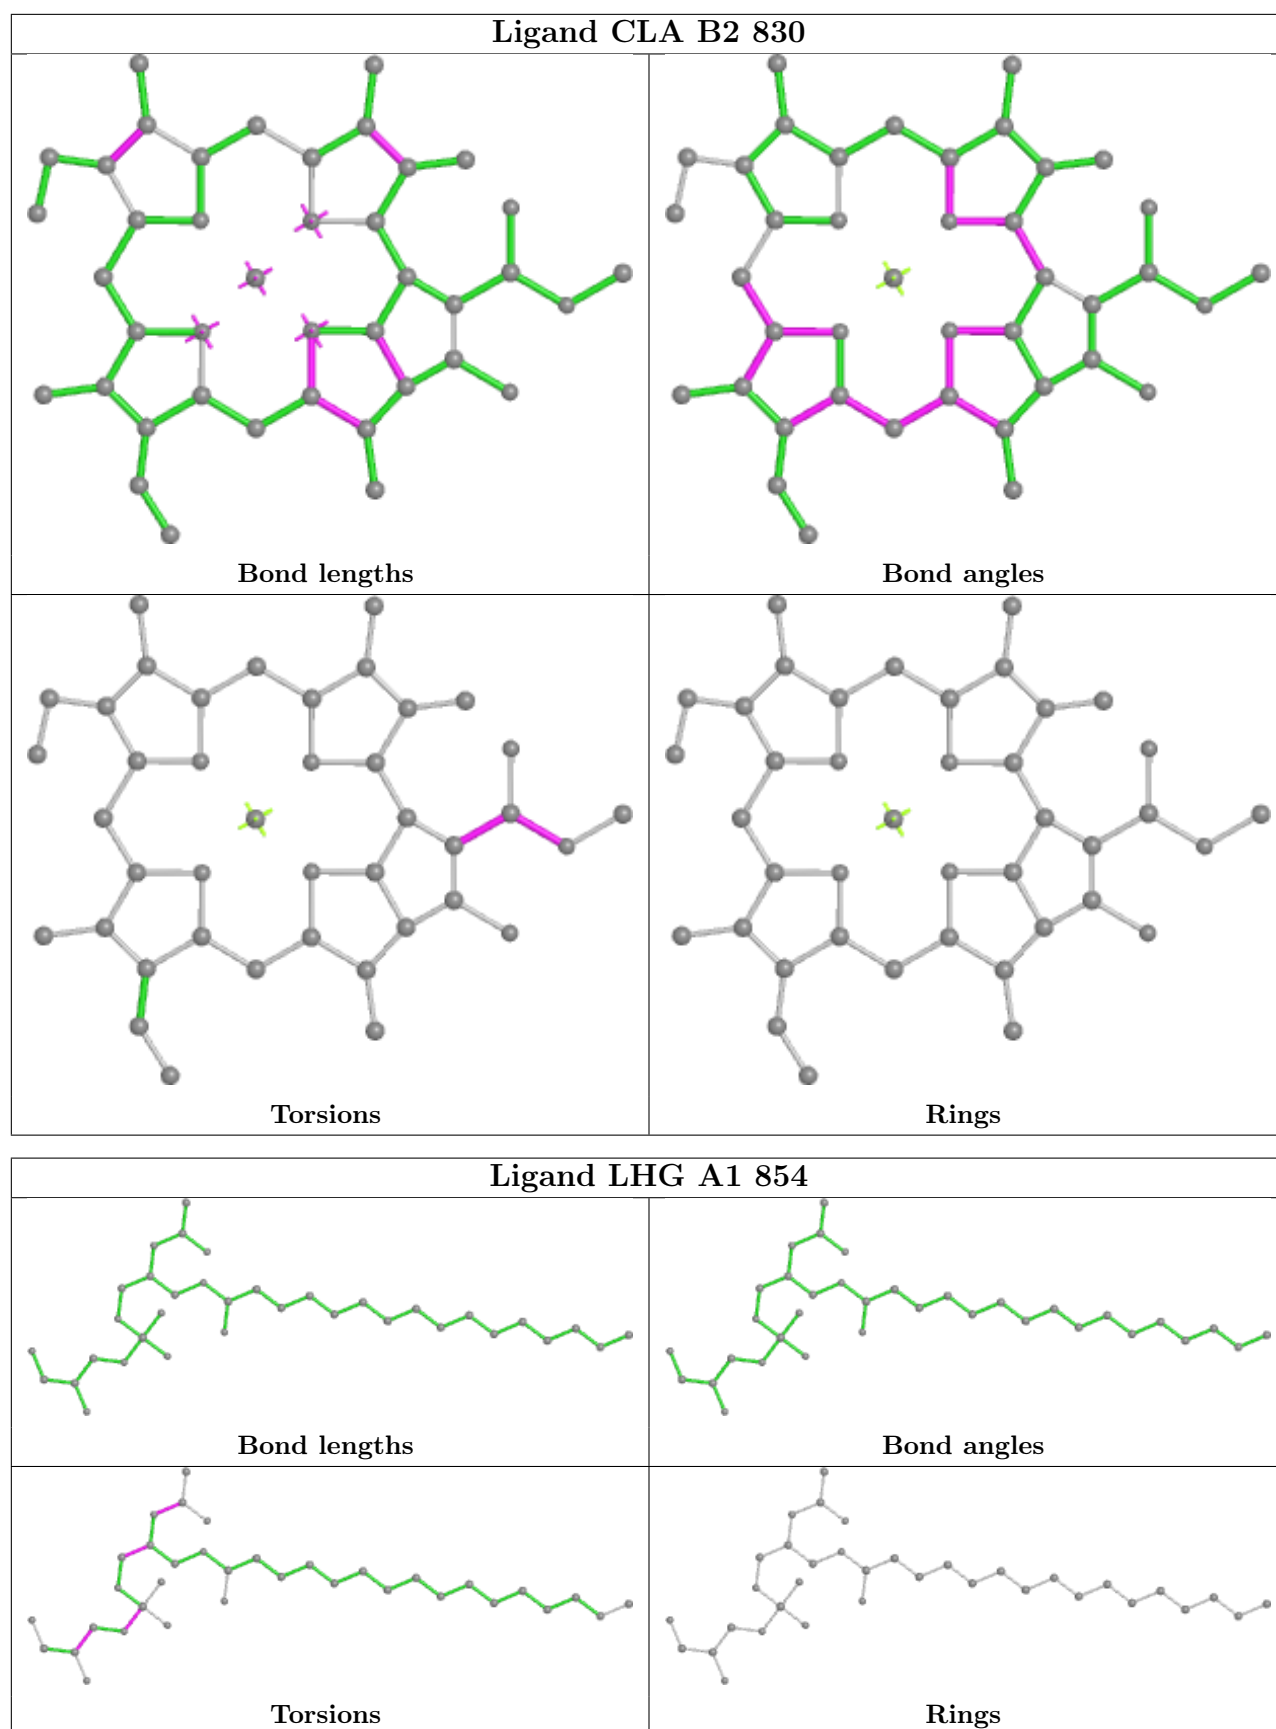 Ligand CLA B2 830
Bond lengths
Bond angles
Torsions
Rings
Ligand LHG A1 854
Bond lengths
Bond angles
Torsions
Rings